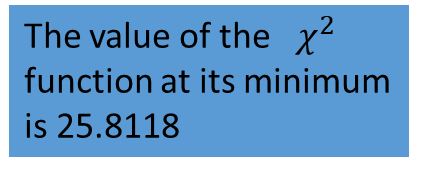 The value of the χ²
function at its minimum
is 25.8118